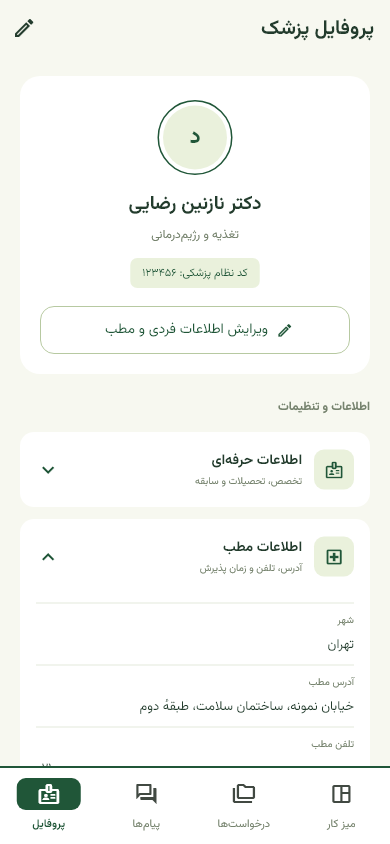 پروفایل پزشک
د
دکتر نازنین رضایی
تغذیه و رژیم‌درمانی
کد نظام پزشکی: ۱۲۳۴۵۶
ویرایش اطلاعات فردی و مطب
اطلاعات و تنظیمات
اطلاعات حرفه‌ای
تخصص، تحصیلات و سابقه
اطلاعات مطب
آدرس، تلفن و زمان پذیرش
شهر
تهران
آدرس مطب
خیابان نمونه، ساختمان سلامت، طبقهٔ دوم
تلفن مطب
میز کار
درخواست‌ها
پیام‌ها
پروفایل